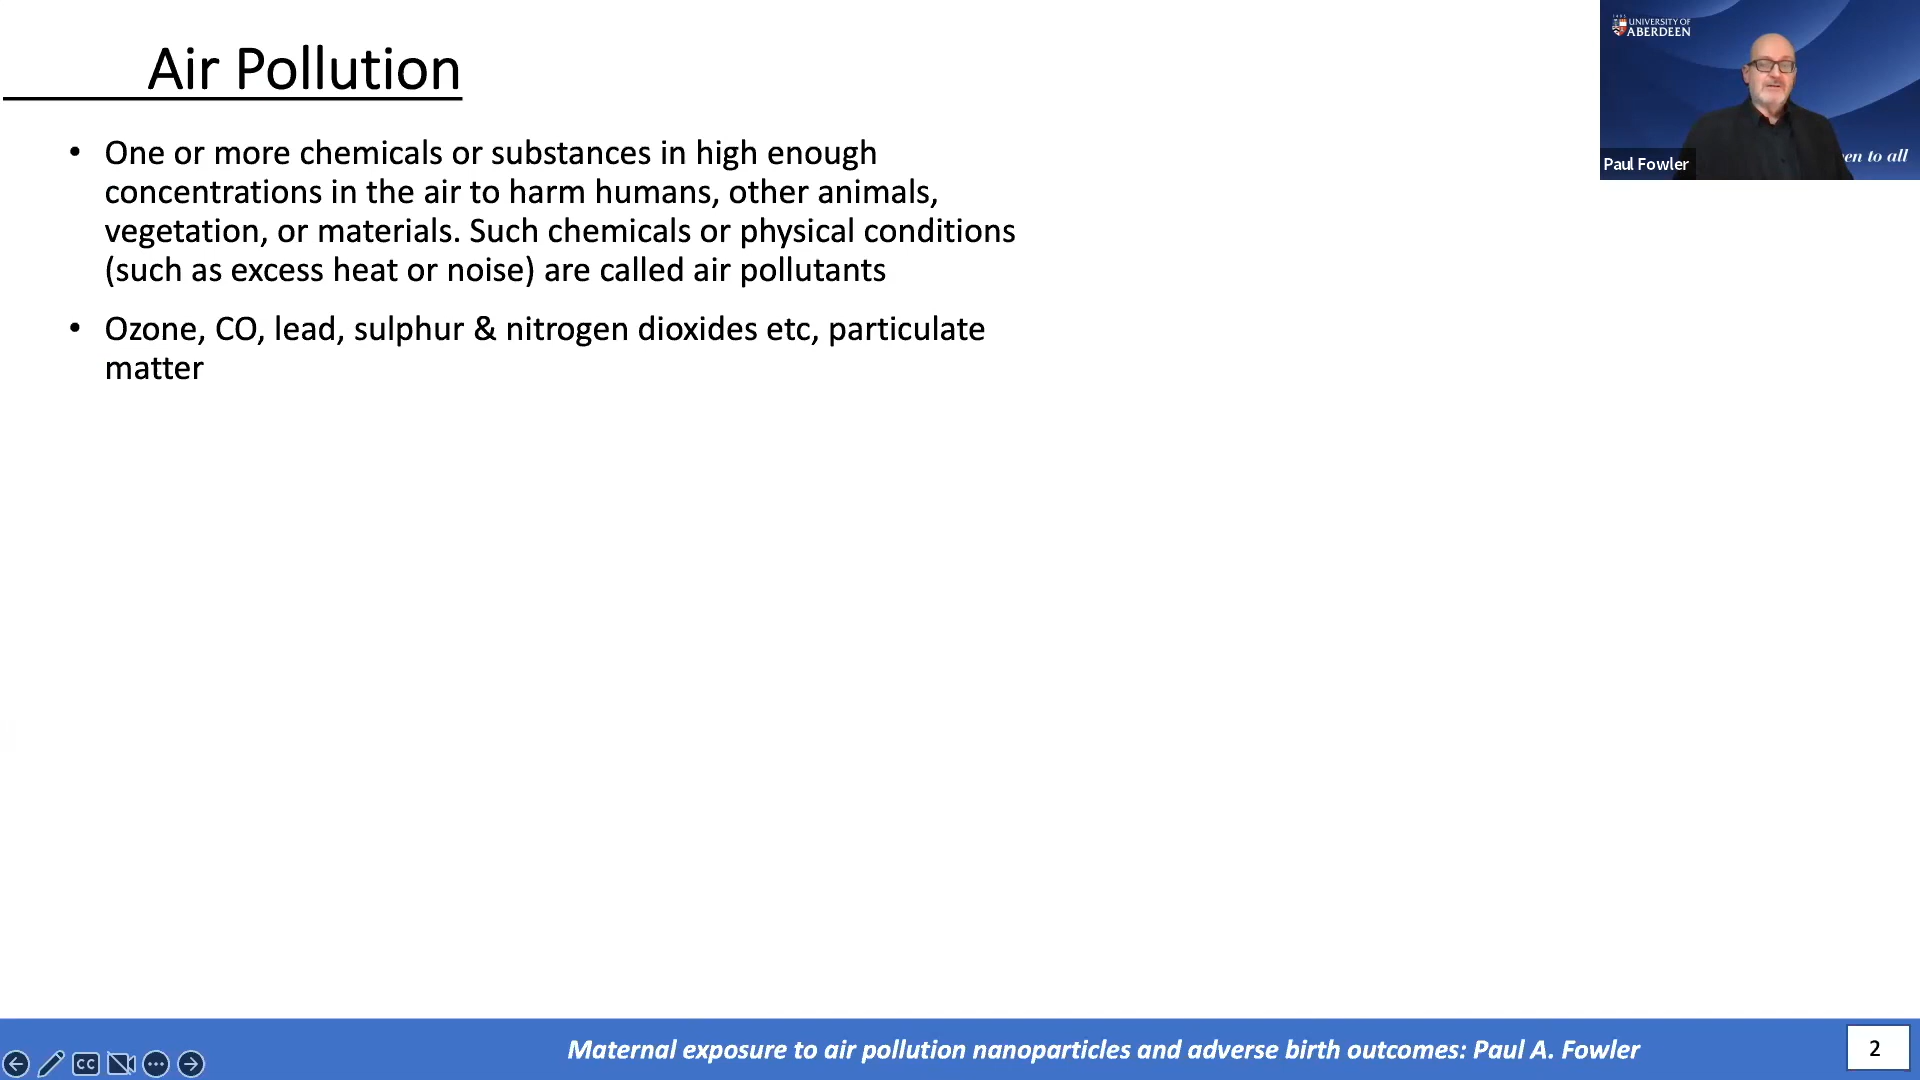 Air Pollution
• One or more chemicals or substances in high enough
concentrations in the air to harm humans, other animals,
vegetation, or materials. Such chemicals or physical conditions
(such as excess heat or noise) are called air pollutants
• Ozone, CO, lead, sulphur & nitrogen dioxides etc, particulate
matter
UNIVERSITY OF
ABERDEEN
en to all
Paul Fowler
CC
Maternal exposure to air pollution nanoparticles and adverse birth outcomes: Paul A. Fowler
2